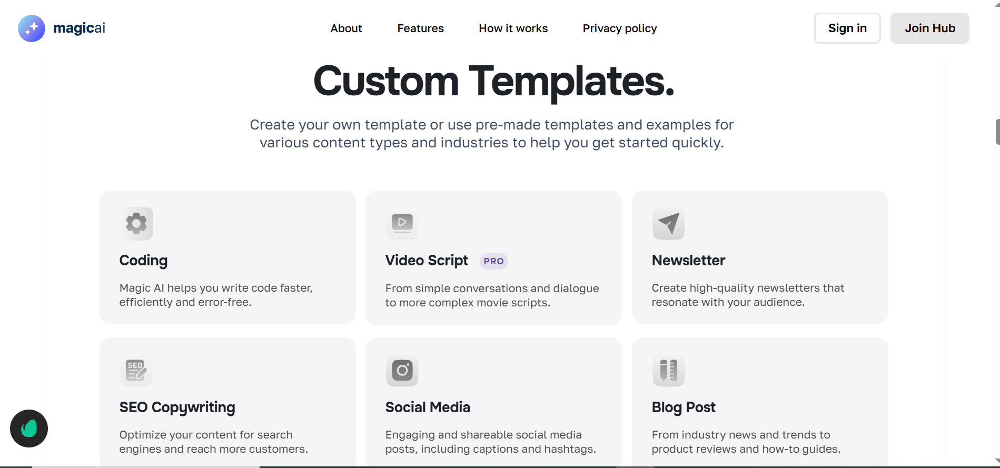 magicai
About
Features
How it works
Privacy policy
Sign in
Join Hub
Custom Templates.
Create your own template or use pre-made templates and examples for
various content types and industries to help you get started quickly.
Coding
Magic AI helps you write code faster,
efficiently and error-free.
Video Script PRO
From simple conversations and dialogue
to more complex movie scripts.
Newsletter
Create high-quality newsletters that
resonate with your audience.
SEO
SEO Copywriting
Optimize your content for search
engines and reach more customers.
Social Media
Engaging and shareable social media
posts, including captions and hashtags.
Blog Post
From industry news and trends to
product reviews and how-to guides.